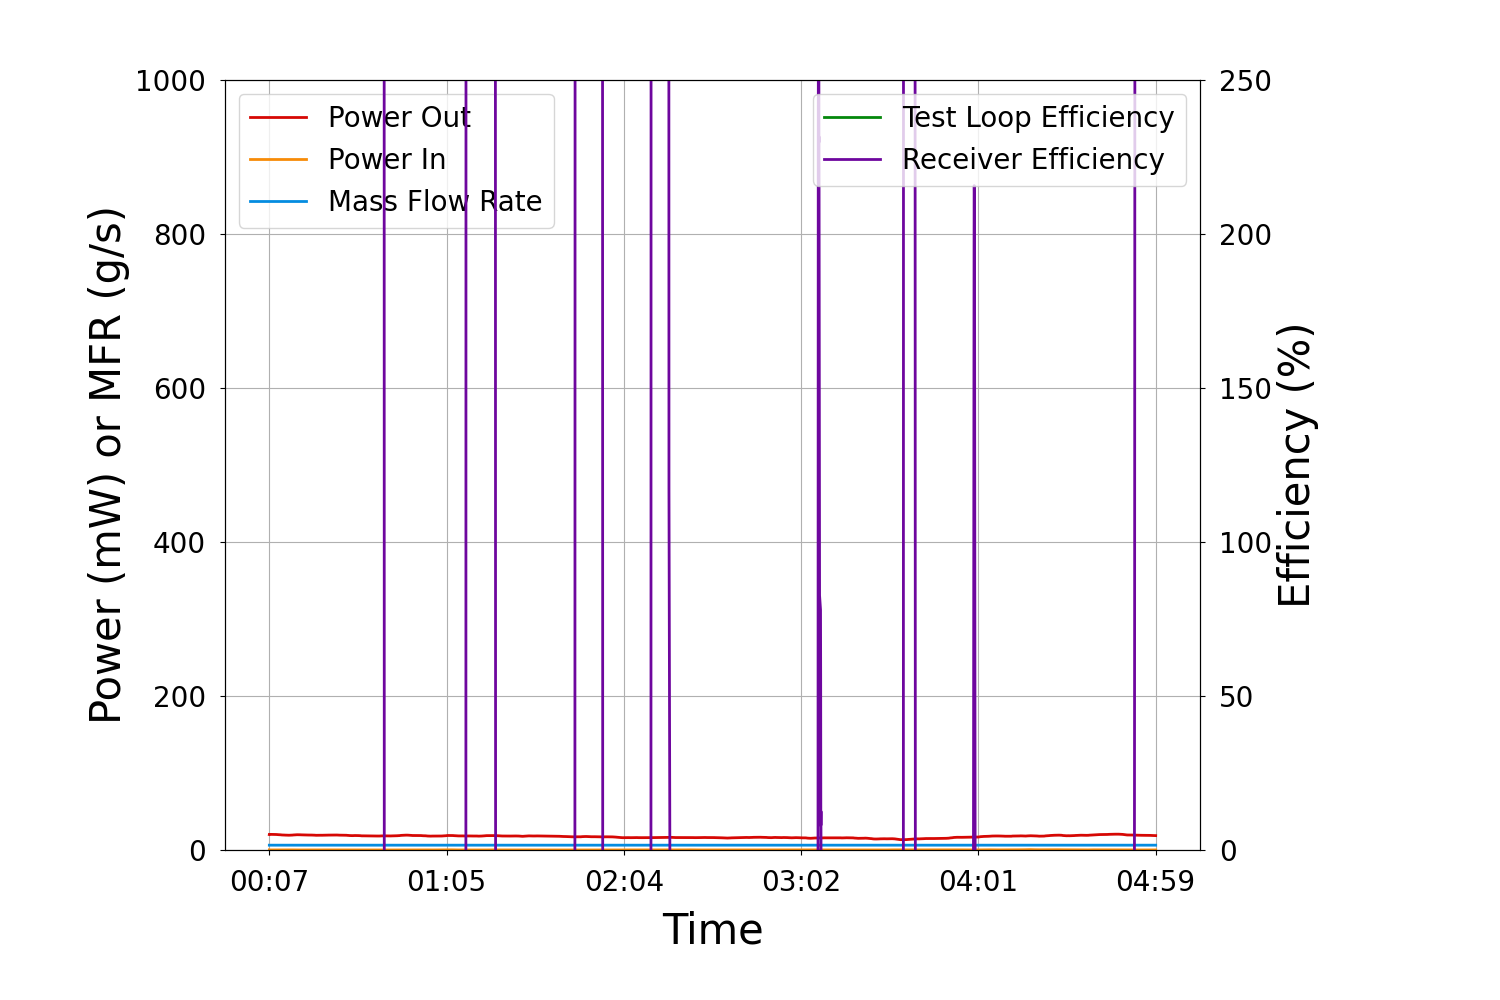 1000
800
600
400
200
0
Power (mW) or MFR (g/s)
Power Out
Power In
Mass Flow Rate
Test Loop Efficiency
Receiver Efficiency
250
200
150
100
50
0
Efficiency (%)
00:07 01:05 02:04 03:02 04:01 04:59
Time